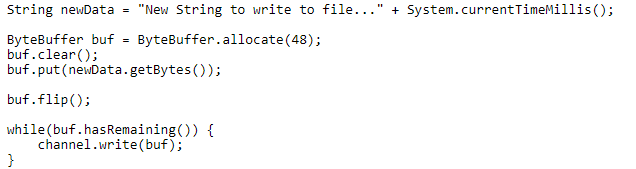 String newData = "New String to write to file..." + System.currentTimeMillis();
ByteBuffer buf = ByteBuffer.allocate(48);
buf.clear();
buf.put(newData.getBytes());
buf.flip();
while(buf.hasRemaining()) {
    channel.write(buf);
}